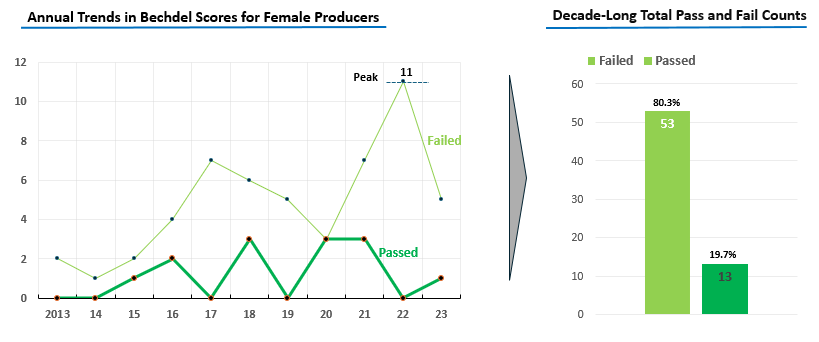 Annual Trends in Bechdel Scores for Female Producers
12
10
8
6
4
2
0
Peak 11
Failed
Passed
2013 14 15 16 17 18 19 20 21 22 23
Decade-Long Total Pass and Fail Counts
Failed Passed
60
50
40
30
20
10
0
80.3%
53
19.7%
13